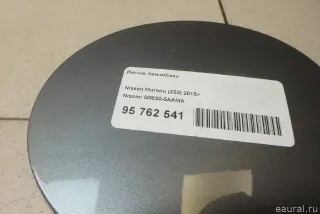 Лючок бензобака
Nissan Murano (Z52) 2015>
Nissan G8830-5AAMA
95 762 541
eaural.ru